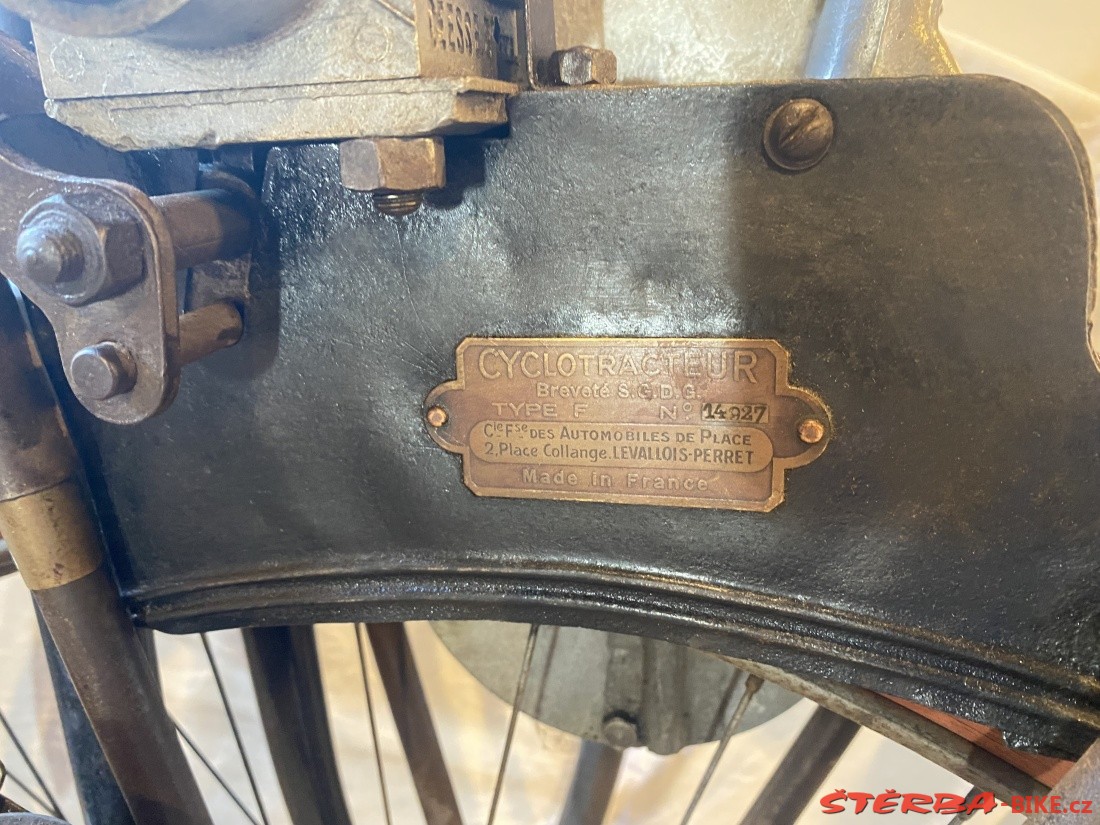 CYCLOTRACTEUR
Breveté S.G.D.G.
TYPE F N° 14927
Cie Fse DES AUTOMOBILES DE PLACE
2, Place Collange. LEVALLOIS-PERRET
Made in France
ŠTĚRBA-BIKE.cz